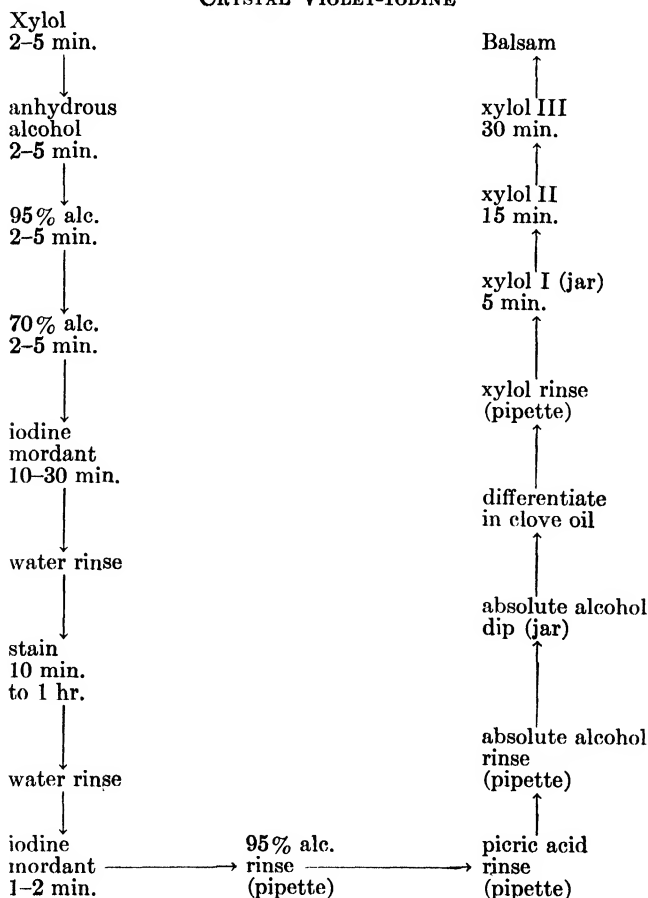 CRYSTAL VIOLET-IODINE
Xylol
2–5 min.
anhydrous
alcohol
2–5 min.
95% alc.
2–5 min.
70% alc.
2–5 min.
iodine
mordant
10–30 min.
water rinse
stain
10 min.
to 1 hr.
water rinse
iodine
mordant
1–2 min.
95% alc.
rinse
(pipette)
picric acid
rinse
(pipette)
absolute alcohol
rinse
(pipette)
absolute alcohol
dip (jar)
differentiate
in clove oil
xylol rinse
(pipette)
xylol I (jar)
5 min.
xylol II
15 min.
xylol III
30 min.
Balsam